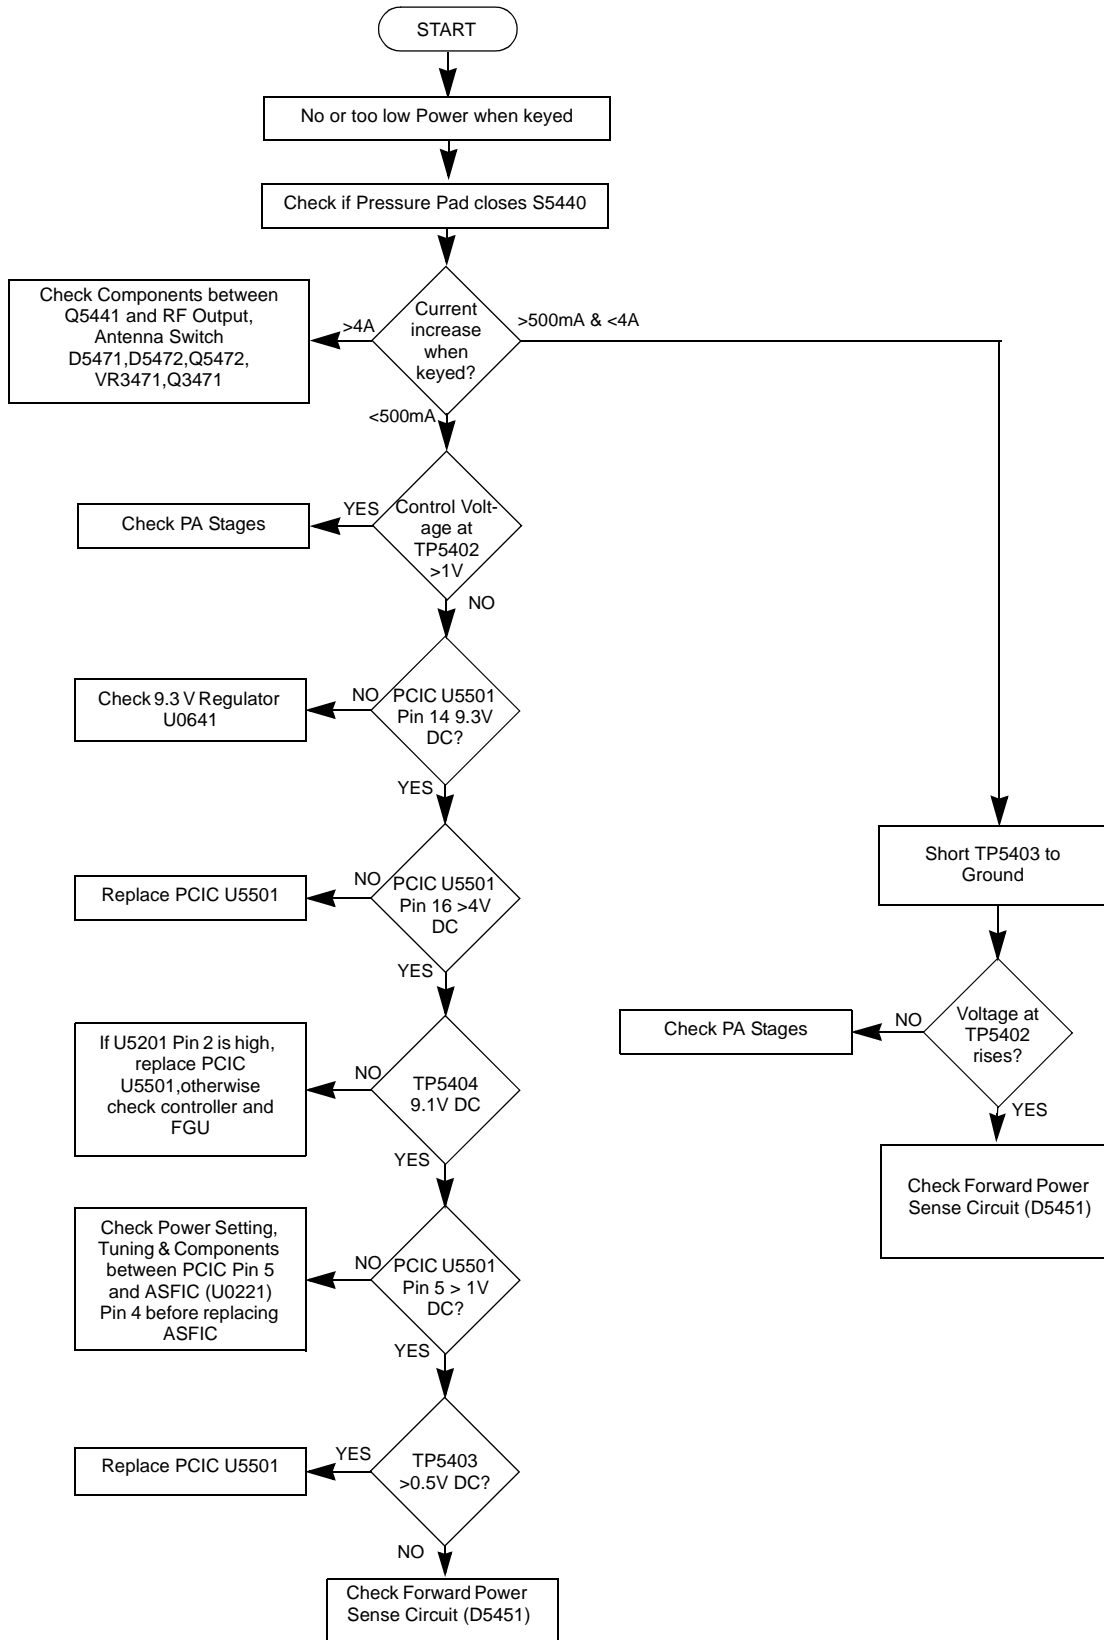 START
No or too low Power when keyed
Check if Pressure Pad closes S5440
Check Components between
Q5441 and RF Output,
Antenna Switch
D5471,D5472,Q5472,
VR3471,Q3471
>4A
Current
increase
when
keyed?
>500mA & <4A
<500mA
Check PA Stages
YES
Control Volt-
age at
TP5402
>1V
NO
Check 9.3 V Regulator
U0641
NO
PCIC U5501
Pin 14 9.3V
DC?
YES
Replace PCIC U5501
NO
PCIC U5501
Pin 16 >4V
DC
YES
If U5201 Pin 2 is high,
replace PCIC
U5501,otherwise
check controller and
FGU
NO
TP5404
9.1V DC
YES
Check Power Setting,
Tuning & Components
between PCIC Pin 5
and ASFIC (U0221)
Pin 4 before replacing
ASFIC
NO
PCIC U5501
Pin 5 > 1V
DC?
YES
Replace PCIC U5501
YES
TP5403
>0.5V DC?
NO
Check Forward Power
Sense Circuit (D5451)
Short TP5403 to
Ground
Check PA Stages
NO
Voltage at
TP5402
rises?
YES
Check Forward Power
Sense Circuit (D5451)